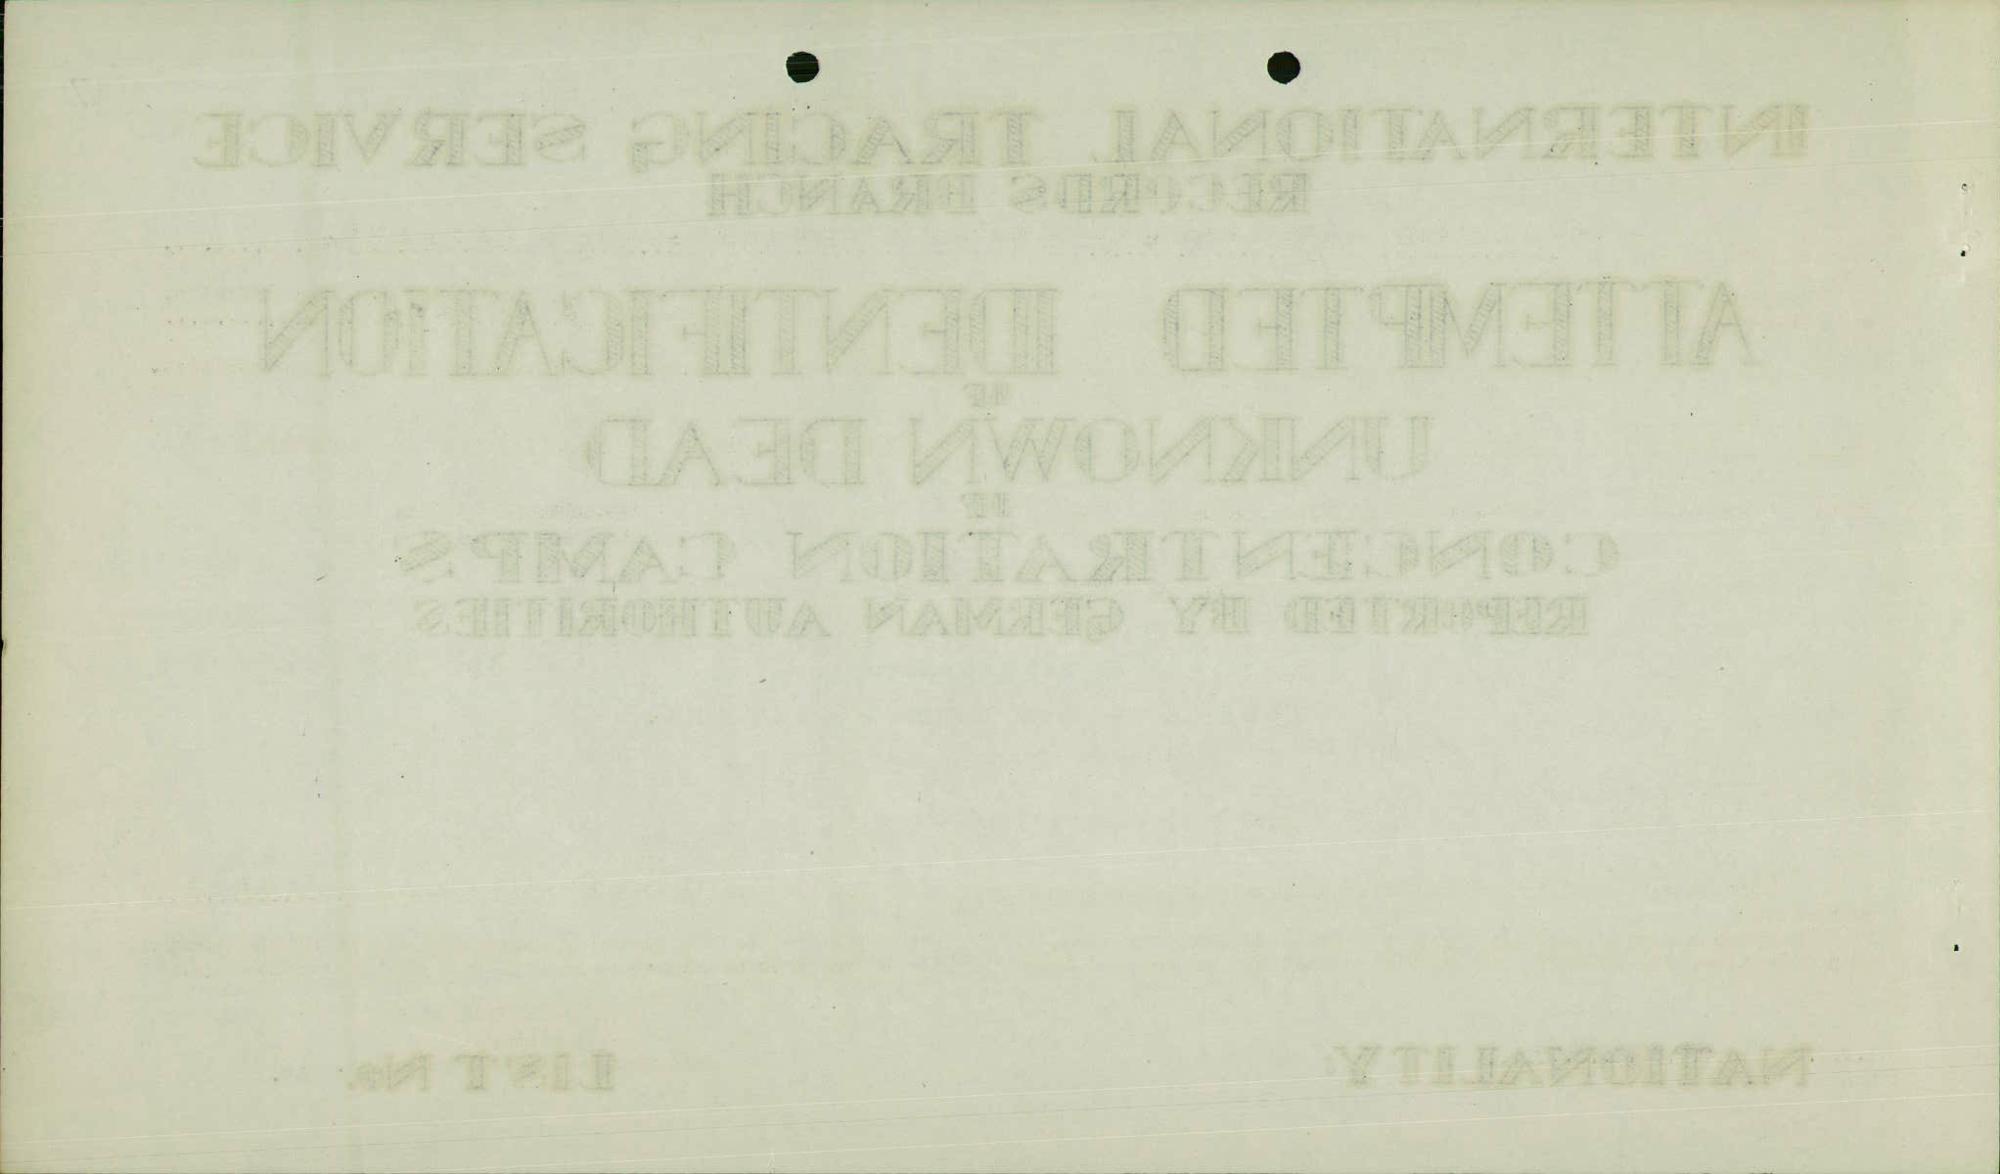 INTERNATIONAL TRACING SERVICE
RECORDS BRANCH
ATTEMPTED IDENTIFICATION
OF
UNKNOWN DEAD
OF
CONCENTRATION CAMPS
REPORTED BY GERMAN AUTHORITIES
NATIONALITY: LIST No.